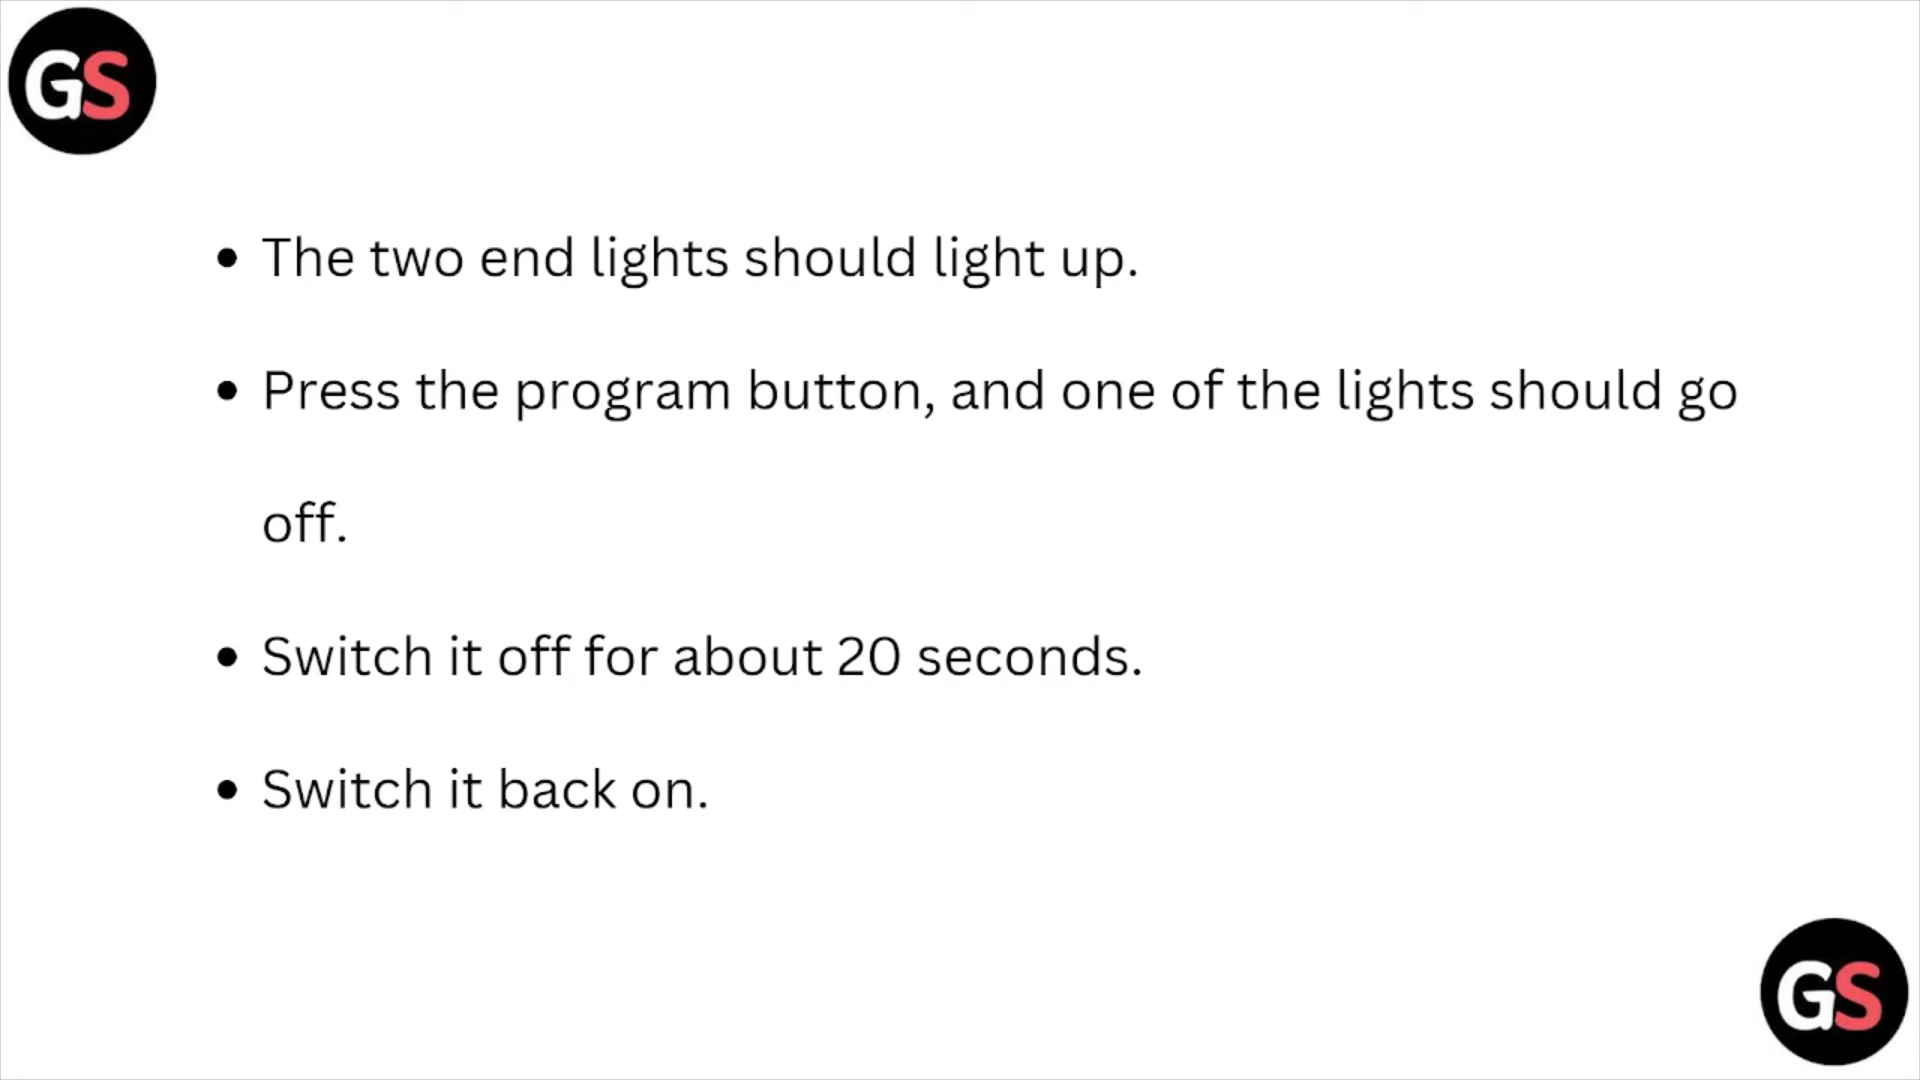 GS
• The two end lights should light up.
• Press the program button, and one of the lights should go
off.
• Switch it off for about 20 seconds.
• Switch it back on.
GS